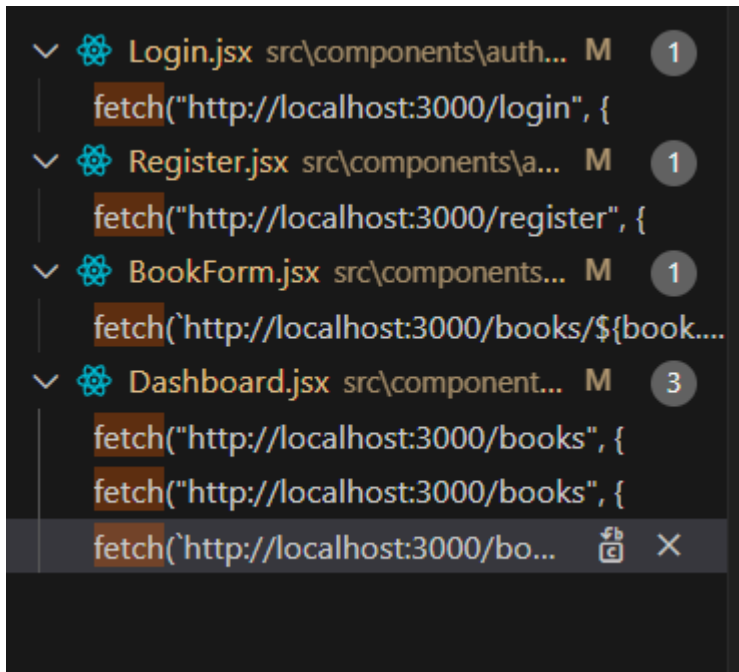 Login.jsx src\components\auth... M 1
fetch("http://localhost:3000/login", {
Register.jsx src\components\a... M 1
fetch("http://localhost:3000/register", {
BookForm.jsx src\components... M 1
fetch(`http://localhost:3000/books/${book....
Dashboard.jsx src\component... M 3
fetch("http://localhost:3000/books", {
fetch("http://localhost:3000/books", {
fetch(`http://localhost:3000/bo...